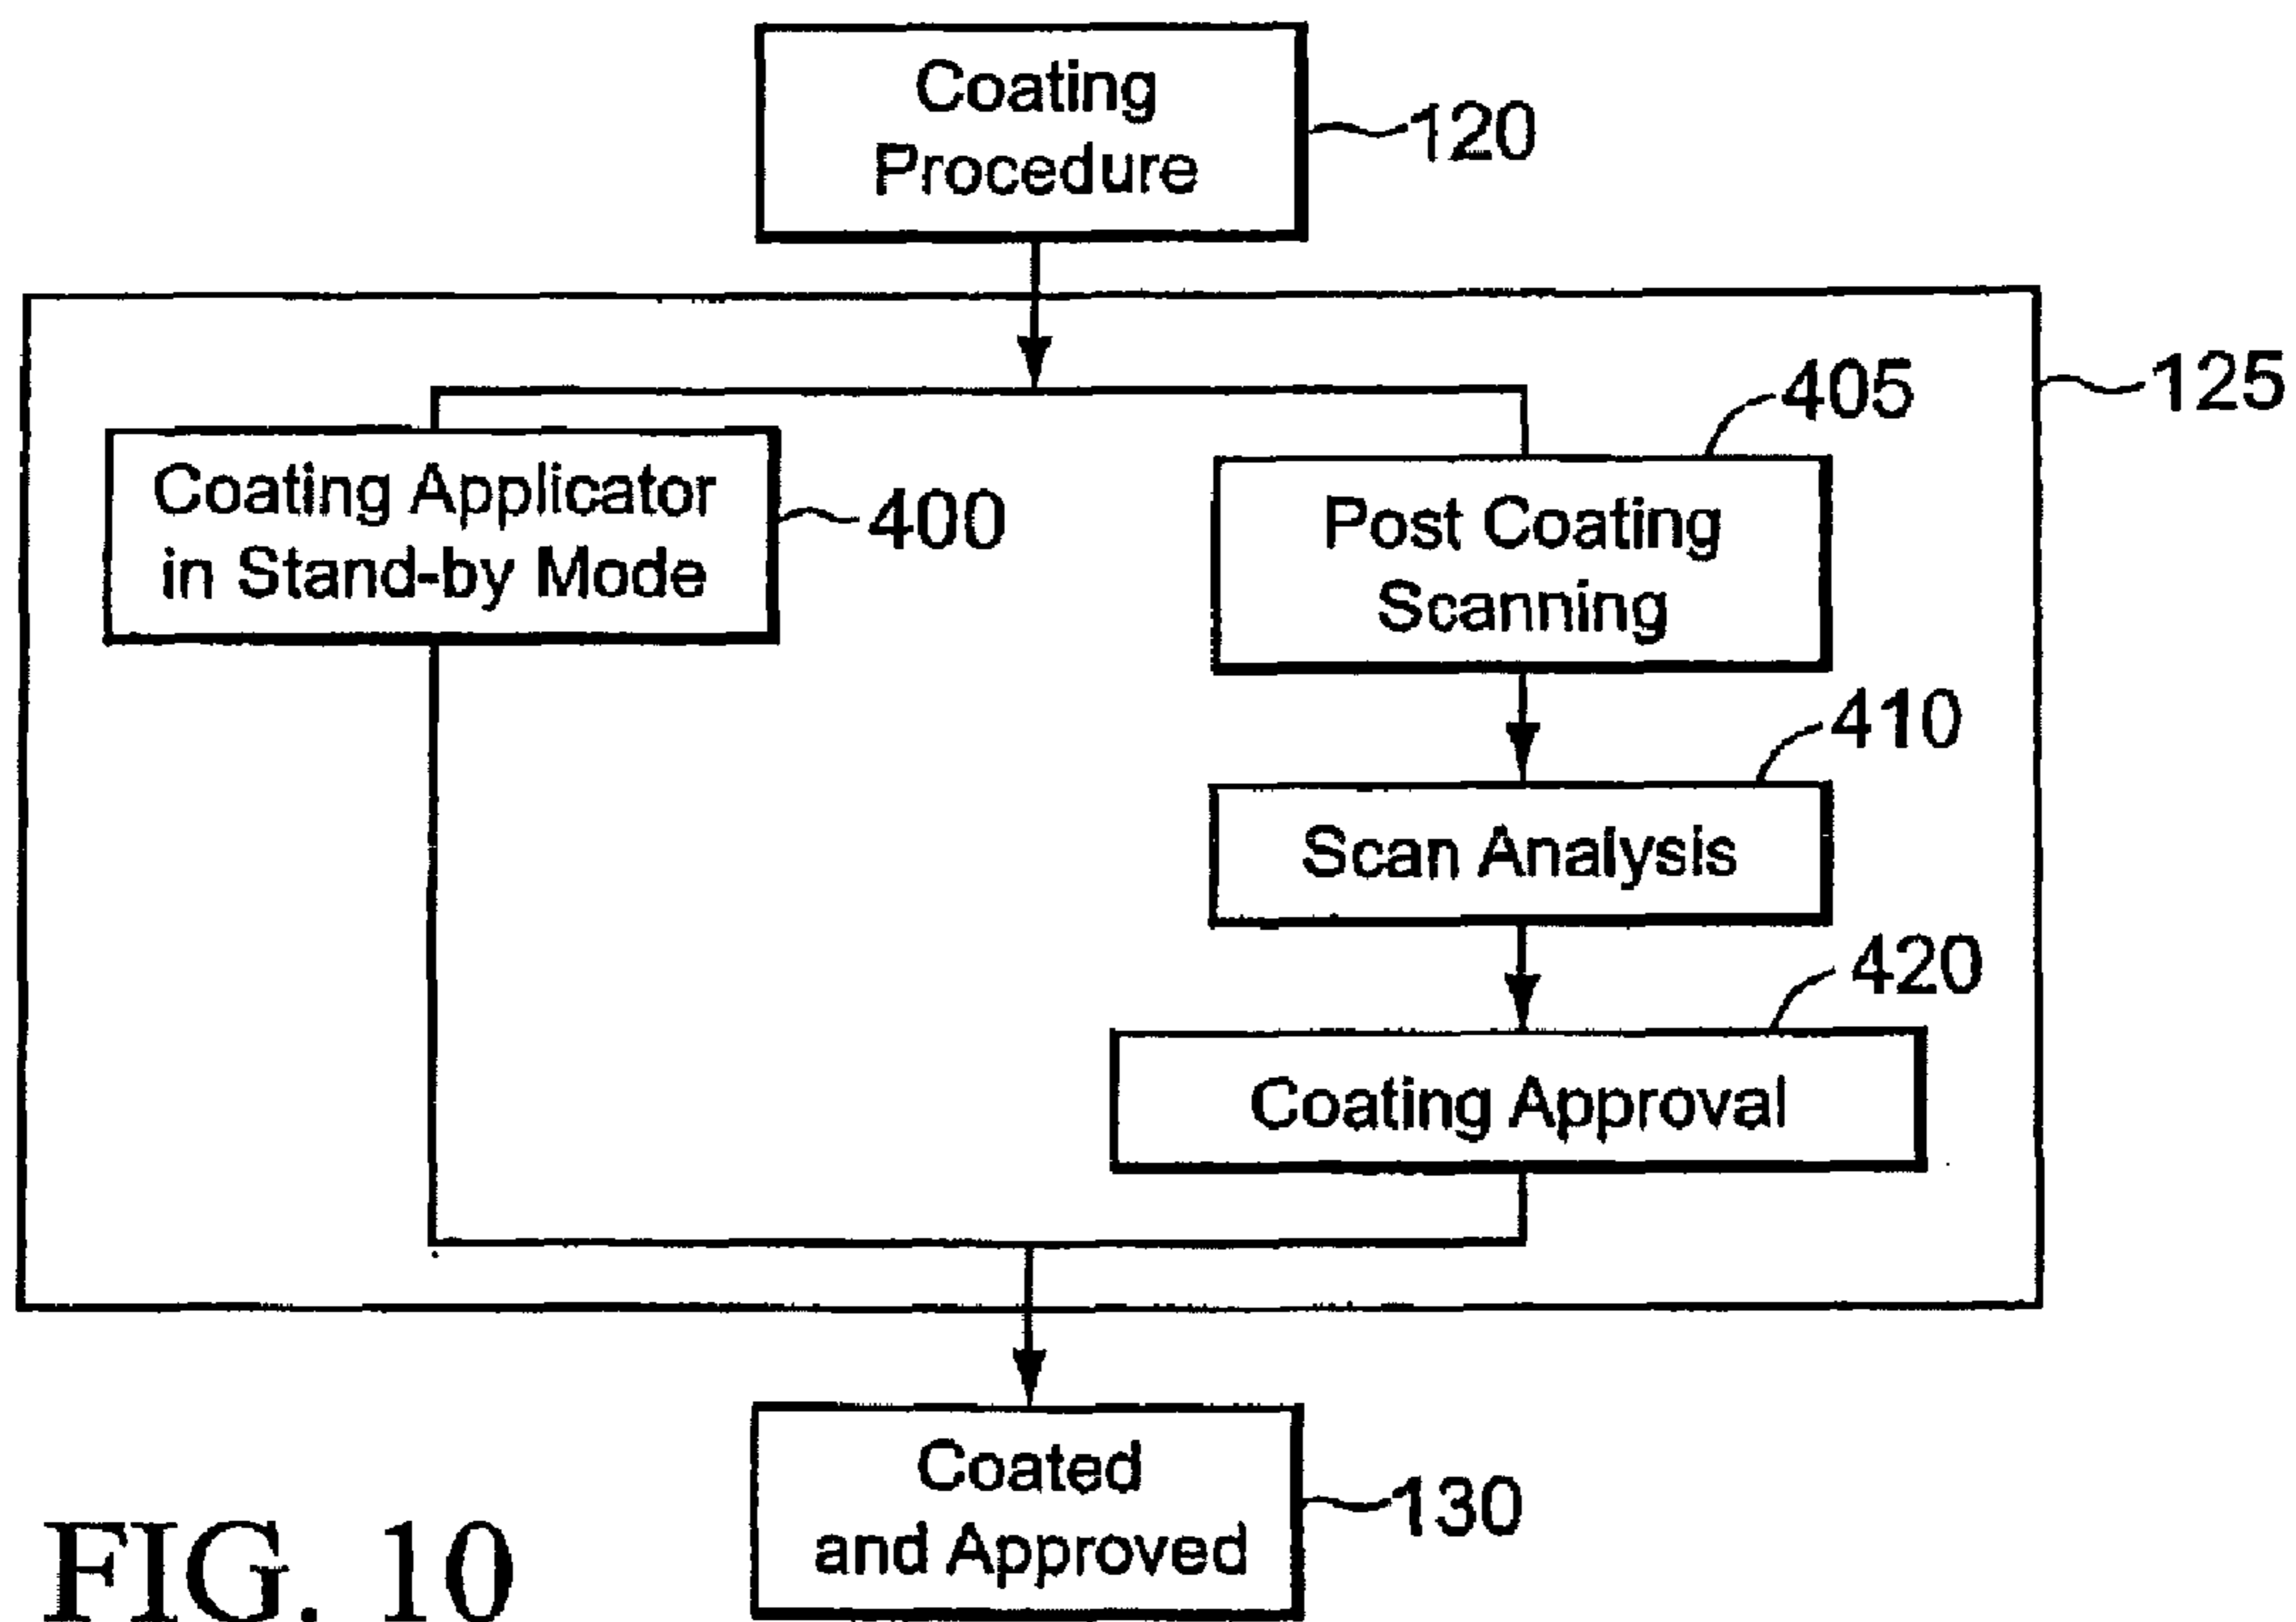 Coating
Procedure
120
125
405
Coating Applicator
in Stand-by Mode
400
Post Coating
Scanning
410
Scan Analysis
420
Coating Approval
Coated
and Approved
130
FIG. 10